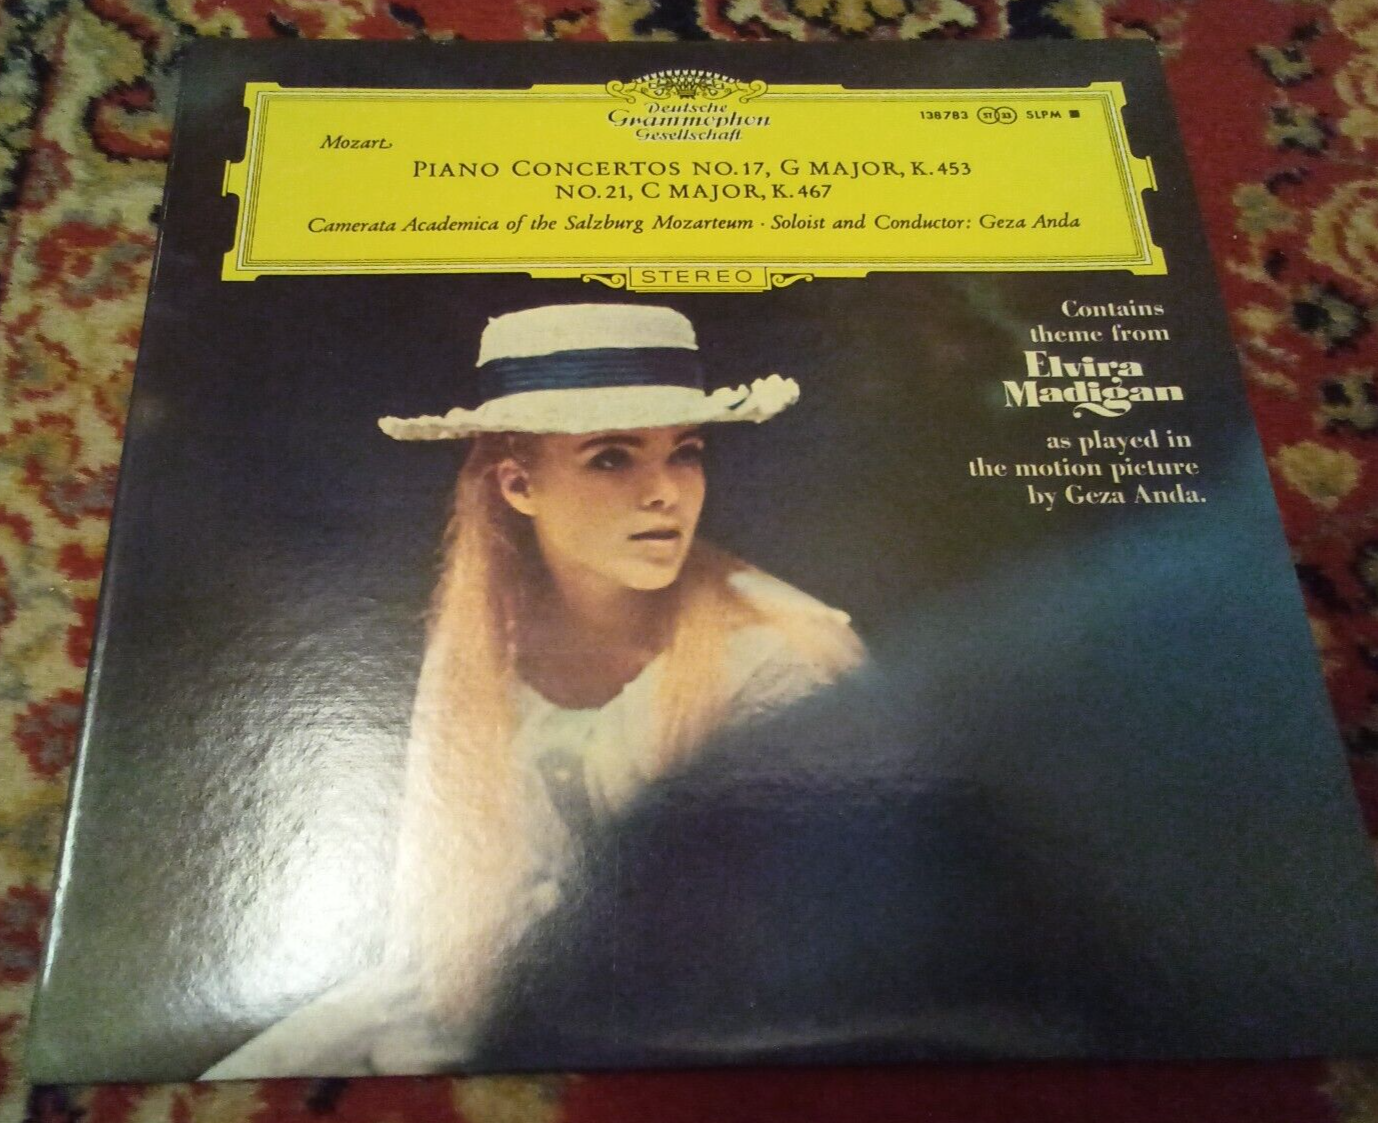 Deutsche
Grammophon
Gesellschaft
138783 ST 33 SLPM
Mozart
PIANO CONCERTOS NO. 17, G MAJOR, K. 453
NO. 21, C MAJOR, K. 467
Camerata Academica of the Salzburg Mozarteum · Soloist and Conductor: Geza Anda
STEREO
Contains
theme from
Elvira
Madigan
as played in
the motion picture
by Geza Anda.